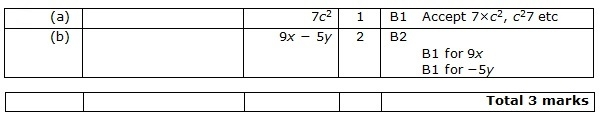 (a) 7c² 1 B1 Accept 7×c², c²7 etc
(b) 9x − 5y 2 B2
B1 for 9x
B1 for −5y
Total 3 marks